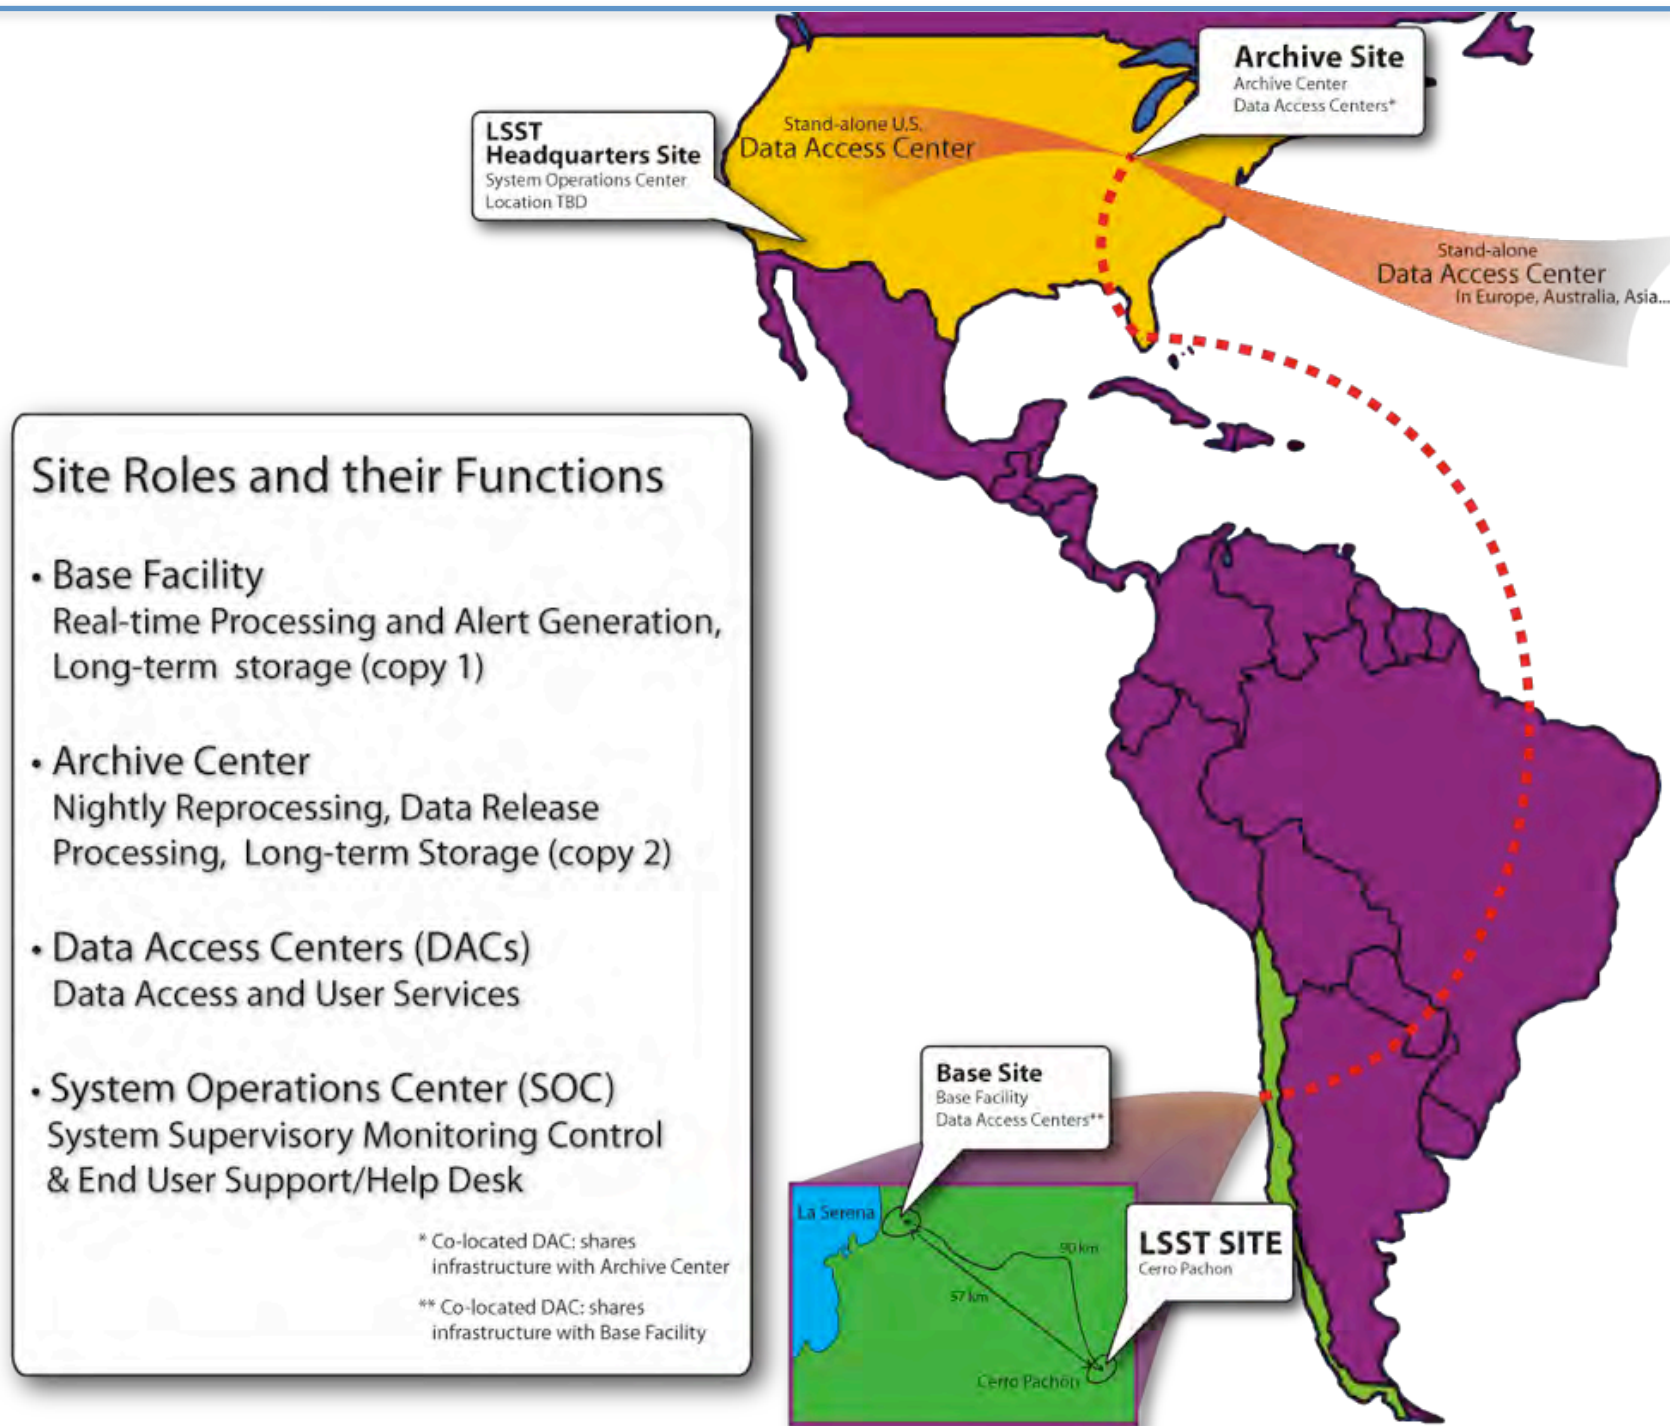 Archive Site
Archive Center
Data Access Centers*
LSST
Headquarters Site
System Operations Center
Location TBD
Stand-alone U.S.
Data Access Center
Stand-alone
Data Access Center
In Europe, Australia, Asia...
Site Roles and their Functions
• Base Facility
Real-time Processing and Alert Generation,
Long-term storage (copy 1)
• Archive Center
Nightly Reprocessing, Data Release
Processing, Long-term Storage (copy 2)
• Data Access Centers (DACs)
Data Access and User Services
• System Operations Center (SOC)
System Supervisory Monitoring Control
& End User Support/Help Desk
* Co-located DAC: shares
infrastructure with Archive Center
** Co-located DAC: shares
infrastructure with Base Facility
Base Site
Base Facility
Data Access Centers**
La Serena
90 km
57 km
Cerro Pachón
LSST SITE
Cerro Pachon